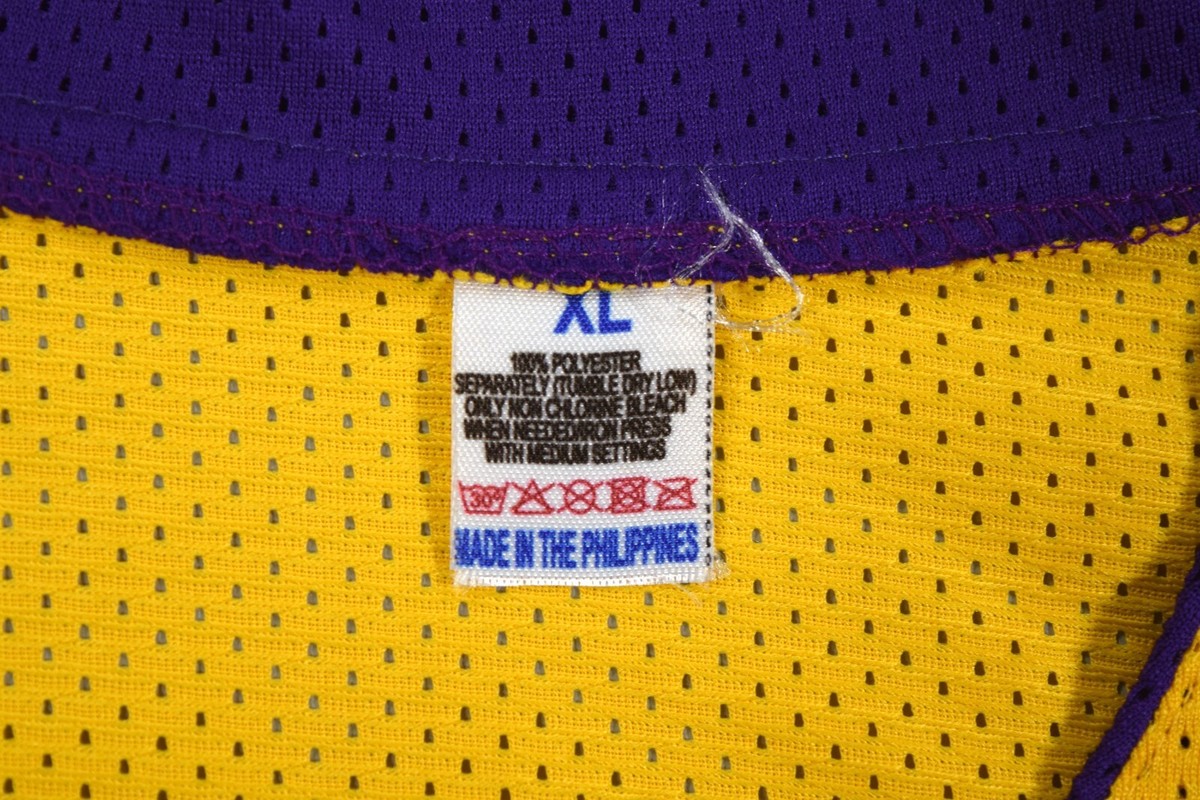 XL
100% POLYESTER
SEPARATELY (TUMBLE DRY LOW)
ONLY NON CHLORINE BLEACH
WHEN NEEDED/IRON PRESS
WITH MEDIUM SETTINGS
30°
MADE IN THE PHILIPPINES